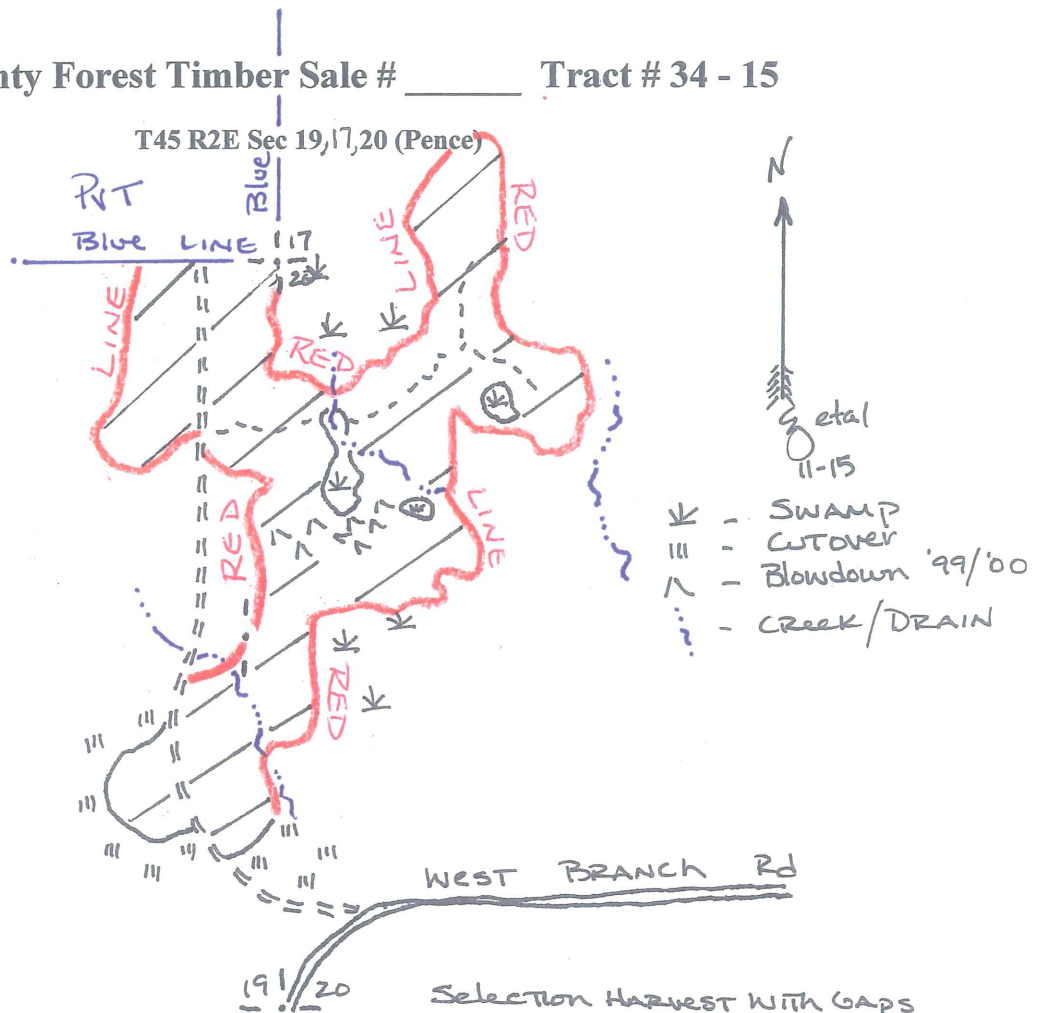 nty Forest Timber Sale # ______ Tract # 34 - 15
T45 R2E Sec 19,17,20 (Pence)
N
PVT
Blue
Blue LINE
17
20
RED
LINE
LINE
RED
etal
11-15
LINE
RED
SWAMP
CUTOVER
Blowdown '99/'00
CREEK/DRAIN
RED
WEST BRANCH Rd
19 20
Selection Harvest With Gaps